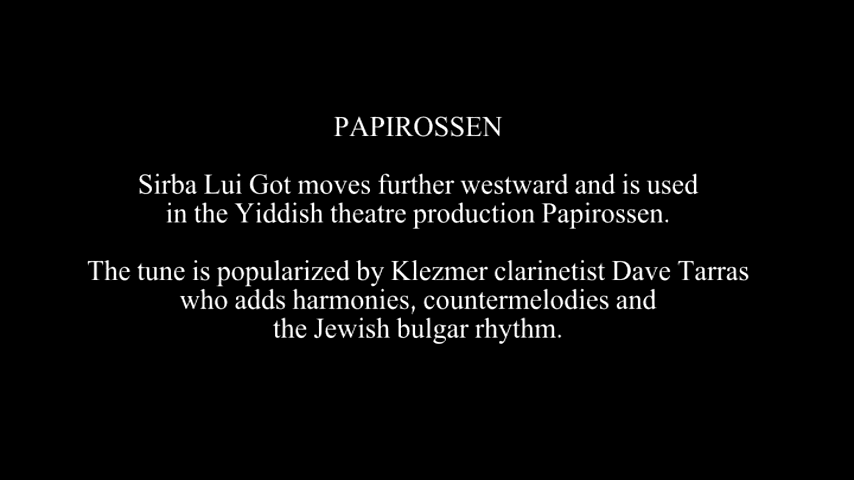 PAPIROSSEN
Sirba Lui Got moves further westward and is used
in the Yiddish theatre production Papirossen.
The tune is popularized by Klezmer clarinetist Dave Tarras
who adds harmonies, countermelodies and
the Jewish bulgar rhythm.